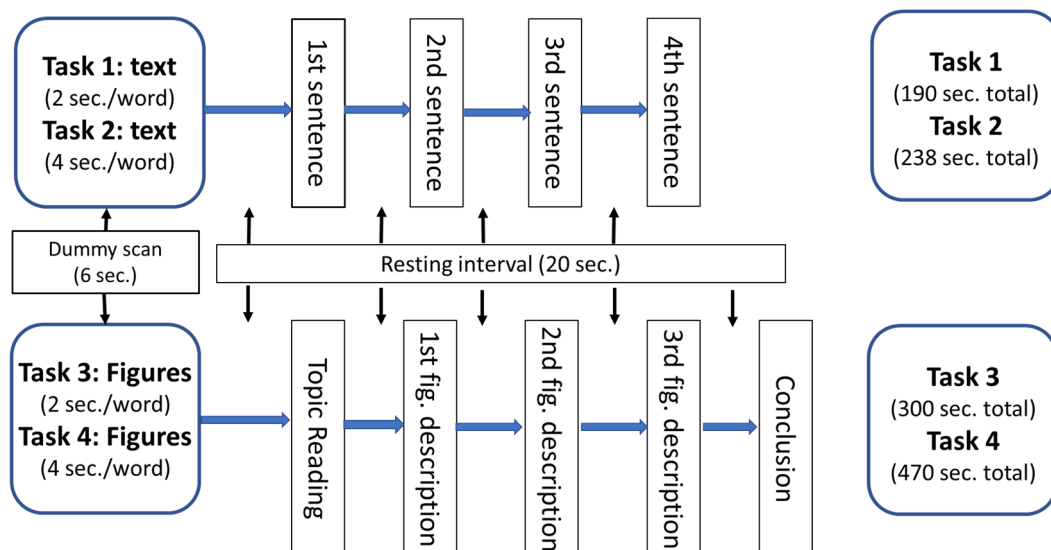 Task 1: text
(2 sec./word)
Task 2: text
(4 sec./word)
1st sentence
2nd sentence
3rd sentence
4th sentence
Task 1
(190 sec. total)
Task 2
(238 sec. total)
Dummy scan
(6 sec.)
Resting interval (20 sec.)
Task 3: Figures
(2 sec./word)
Task 4: Figures
(4 sec./word)
Topic Reading
1st fig. description
2nd fig. description
3rd fig. description
Conclusion
Task 3
(300 sec. total)
Task 4
(470 sec. total)